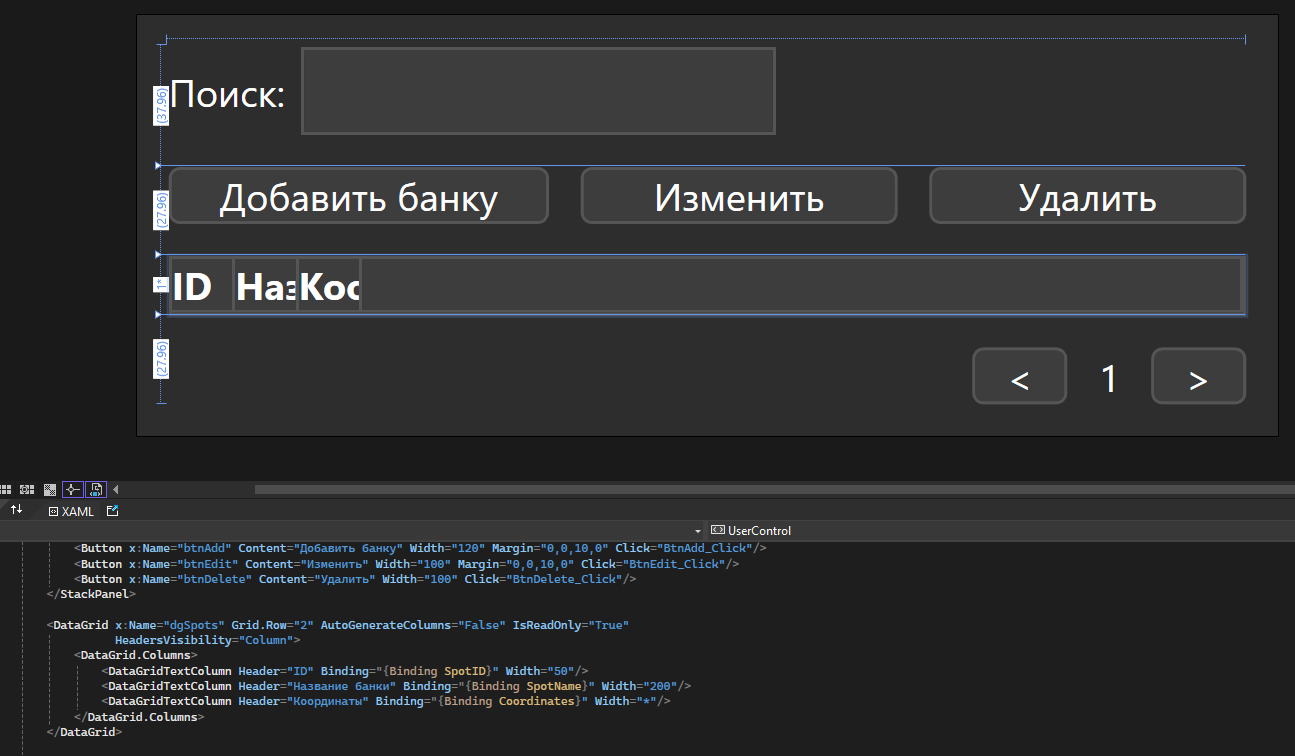 Поиск:
(37.96)
Добавить банку Изменить Удалить
(27.96)
ID Наз Кос
1*
(27.96)
< 1 >
XAML
UserControl
<Button x:Name="btnAdd" Content="Добавить банку" Width="120" Margin="0,0,10,0" Click="BtnAdd_Click"/>
<Button x:Name="btnEdit" Content="Изменить" Width="100" Margin="0,0,10,0" Click="BtnEdit_Click"/>
<Button x:Name="btnDelete" Content="Удалить" Width="100" Click="BtnDelete_Click"/>
</StackPanel>
<DataGrid x:Name="dgSpots" Grid.Row="2" AutoGenerateColumns="False" IsReadOnly="True"
HeadersVisibility="Column">
<DataGrid.Columns>
<DataGridTextColumn Header="ID" Binding="{Binding SpotID}" Width="50"/>
<DataGridTextColumn Header="Название банки" Binding="{Binding SpotName}" Width="200"/>
<DataGridTextColumn Header="Координаты" Binding="{Binding Coordinates}" Width="*"/>
</DataGrid.Columns>
</DataGrid>